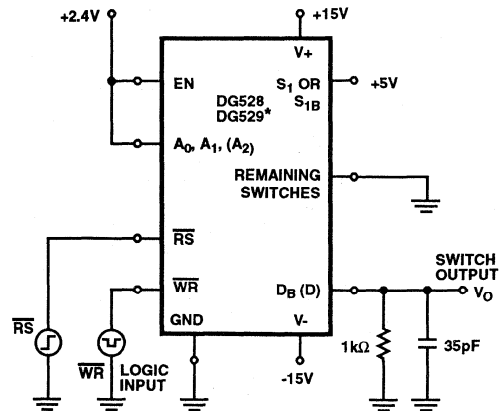 +2.4V
+15V
V+
EN
S1 OR
S1B
+5V
DG528
DG529*
A0, A1, (A2)
REMAINING
SWITCHES
RS
WR
DB (D)
SWITCH
OUTPUT
VO
GND
V-
RS
WR
LOGIC
INPUT
-15V
1kΩ
35pF